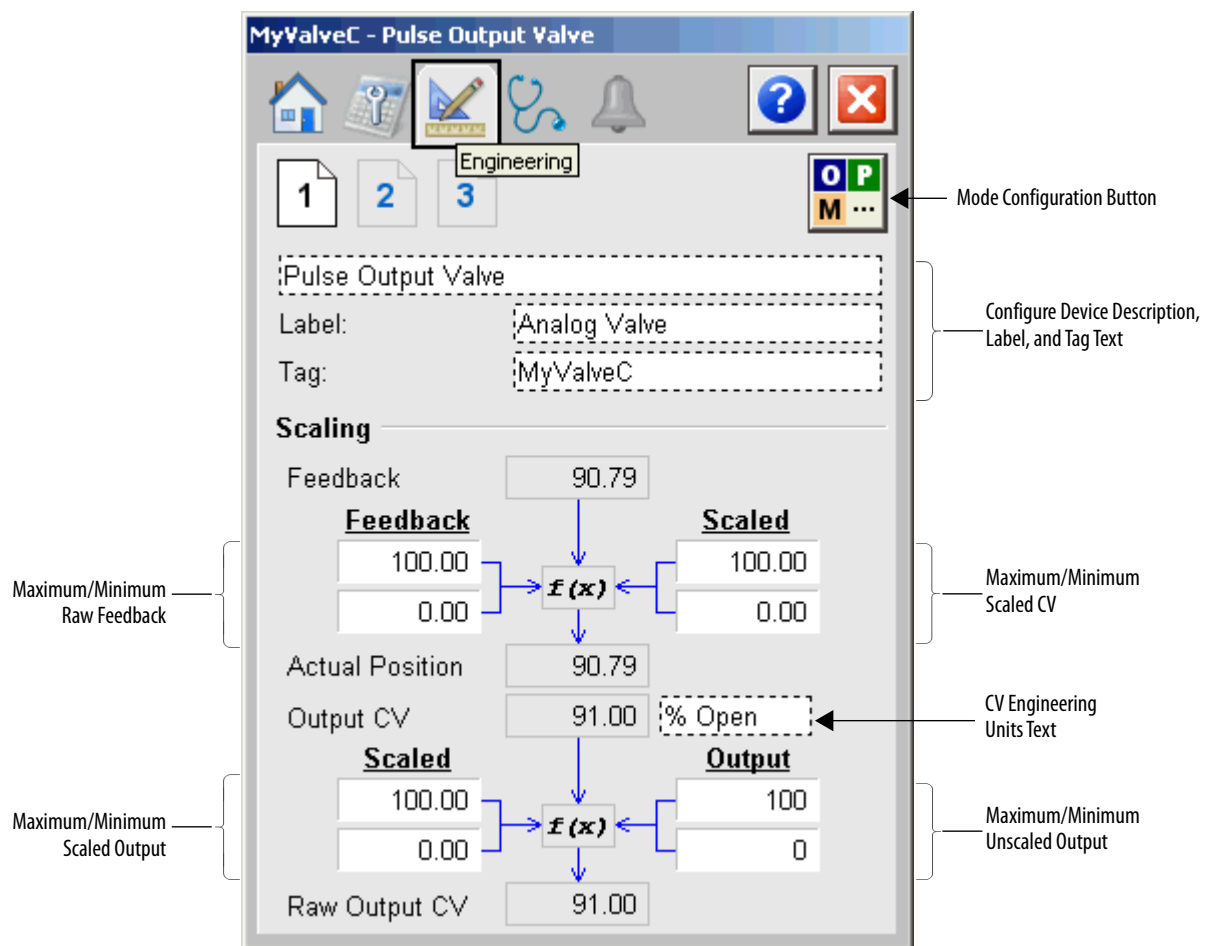 MyValveC - Pulse Output Valve
?
Engineering
1
2
3
O P
M ...
Mode Configuration Button
Pulse Output Valve
Label:
Analog Valve
Tag:
MyValveC
Configure Device Description,
Label, and Tag Text
Scaling
Feedback
90.79
Feedback
Scaled
100.00
100.00
f(x)
0.00
0.00
Maximum/Minimum
Raw Feedback
Maximum/Minimum
Scaled CV
Actual Position
90.79
Output CV
91.00
% Open
CV Engineering
Units Text
Scaled
Output
100.00
100
f(x)
0.00
0
Maximum/Minimum
Scaled Output
Maximum/Minimum
Unscaled Output
Raw Output CV
91.00